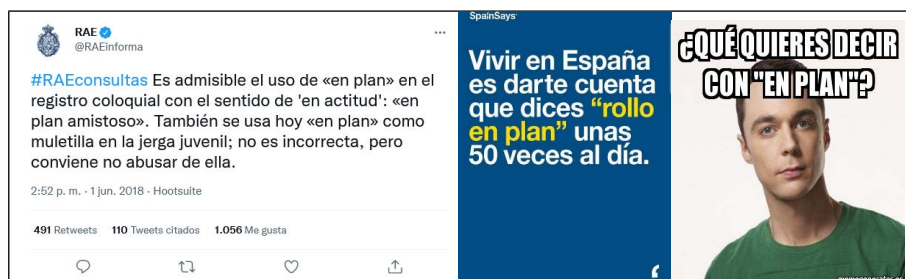 RAE
@RAEinforma
#RAEconsultas Es admisible el uso de «en plan» en el
registro coloquial con el sentido de 'en actitud': «en
plan amistoso». También se usa hoy «en plan» como
muletilla en la jerga juvenil; no es incorrecta, pero
conviene no abusar de ella.
2:52 p. m. · 1 jun. 2018 · Hootsuite
491 Retweets 110 Tweets citados 1.056 Me gusta
SpainSays
Vivir en España
es darte cuenta
que dices “rollo
en plan” unas
50 veces al día.
¿QUÉ QUIERES DECIR
CON "EN PLAN"?